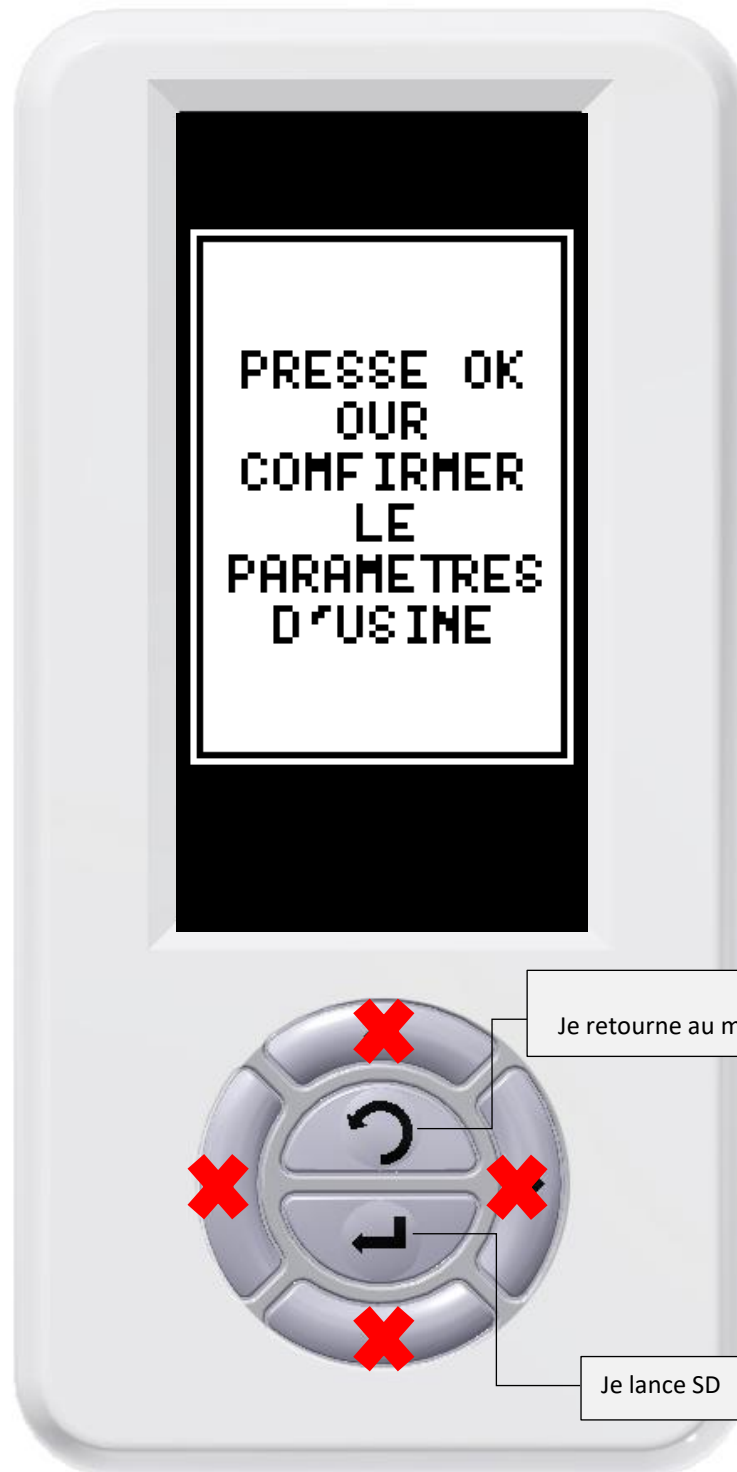 PRESSE OK
OUR
COMFIRMER
LE
PARAMETRES
D'USINE
Je retourne au m
Je lance SD